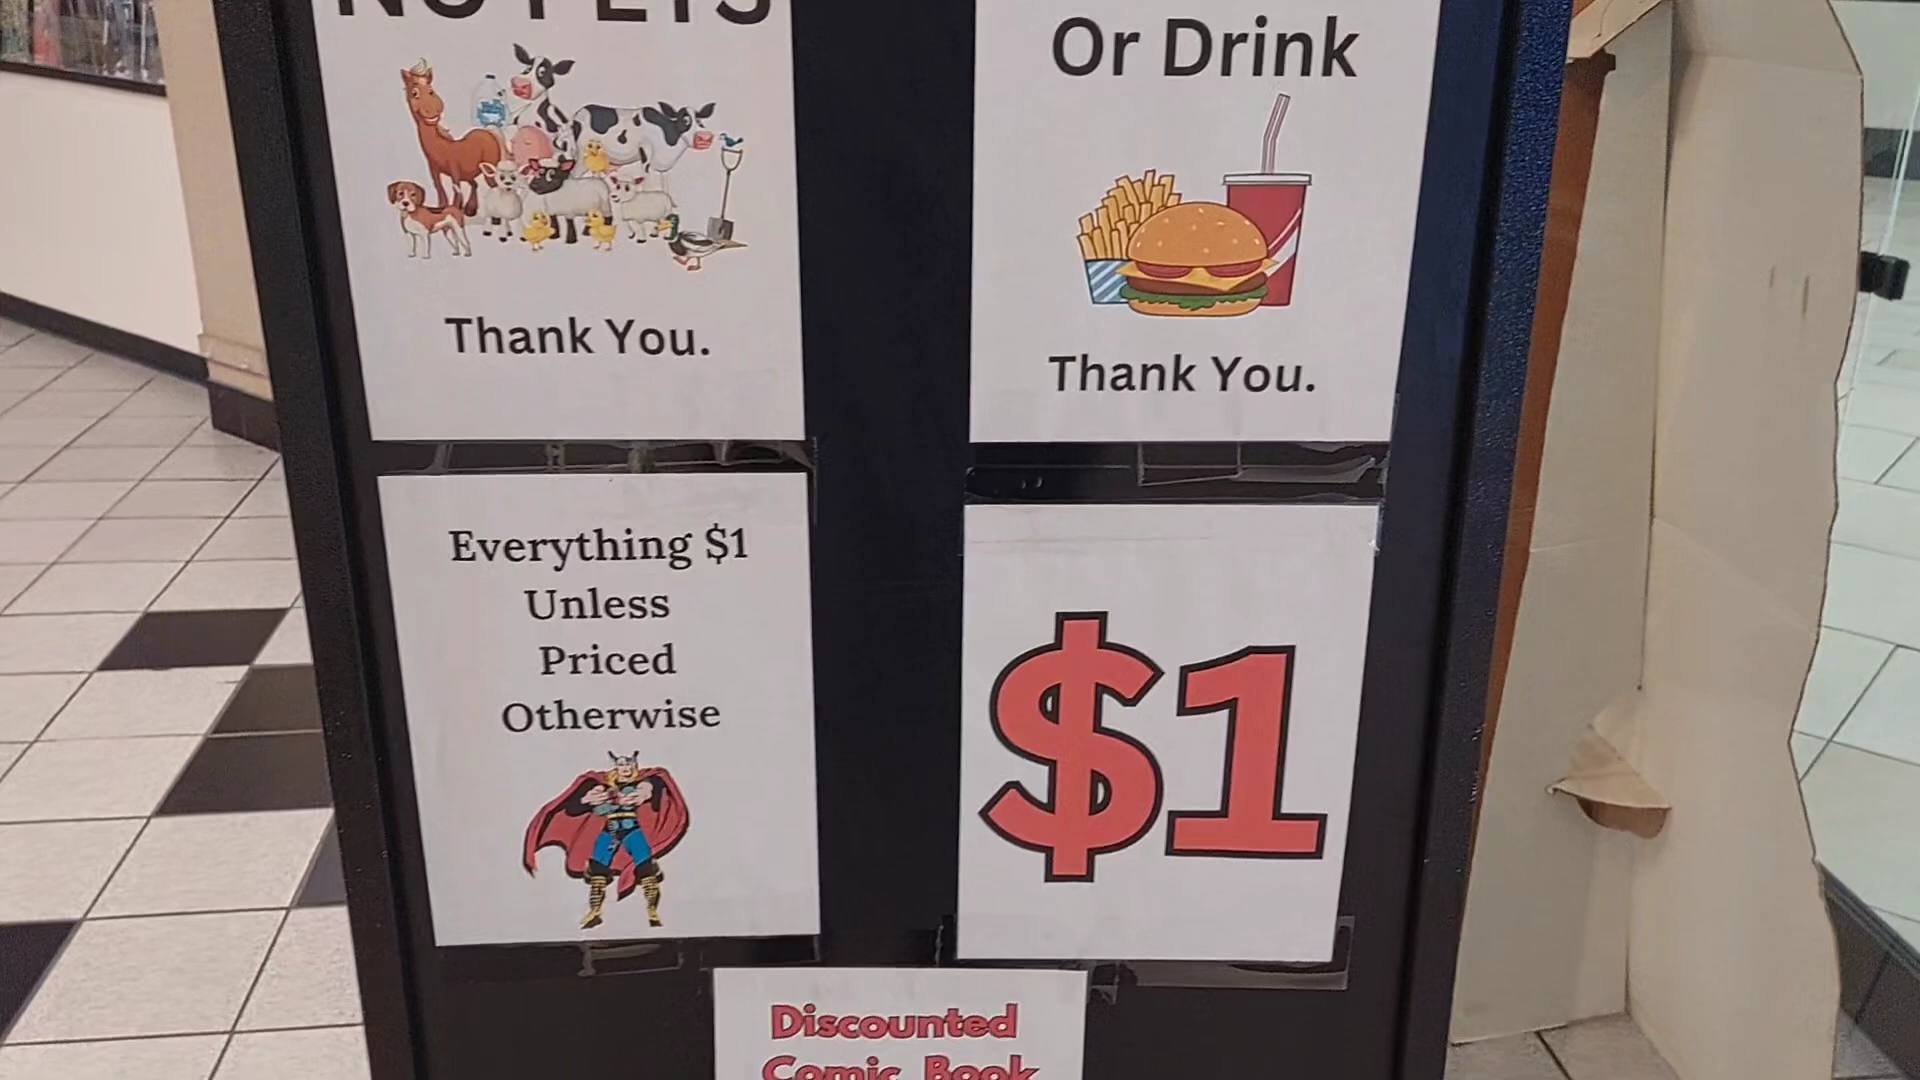 NO PETS
Thank You.
Or Drink
Thank You.
Everything $1
Unless
Priced
Otherwise
$1
Discounted
Comic Book